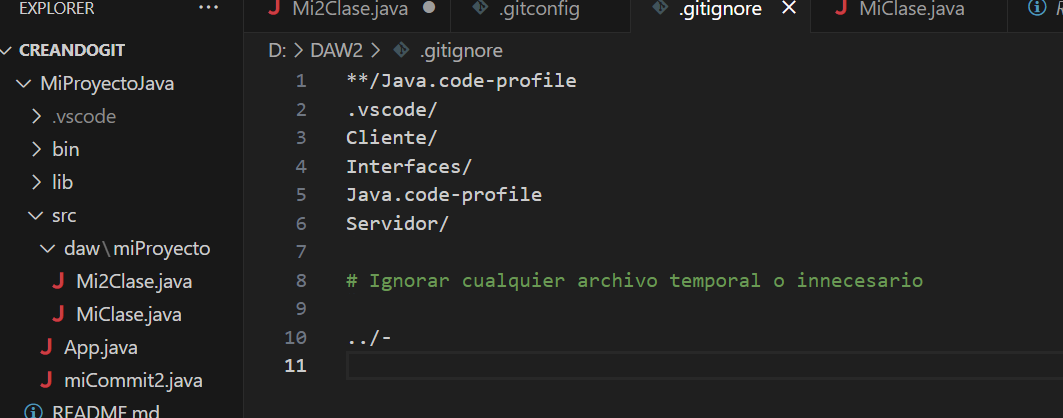 EXPLORER ...
Mi2Clase.java
.gitconfig
.gitignore
MiClase.java
CREANDOGIT
MiProyectoJava
.vscode
bin
lib
src
daw\miProyecto
Mi2Clase.java
MiClase.java
App.java
miCommit2.java
README.md
D: > DAW2 > .gitignore
1 **/Java.code-profile
2 .vscode/
3 Cliente/
4 Interfaces/
5 Java.code-profile
6 Servidor/
7
8 # Ignorar cualquier archivo temporal o innecesario
9
10 ../-
11